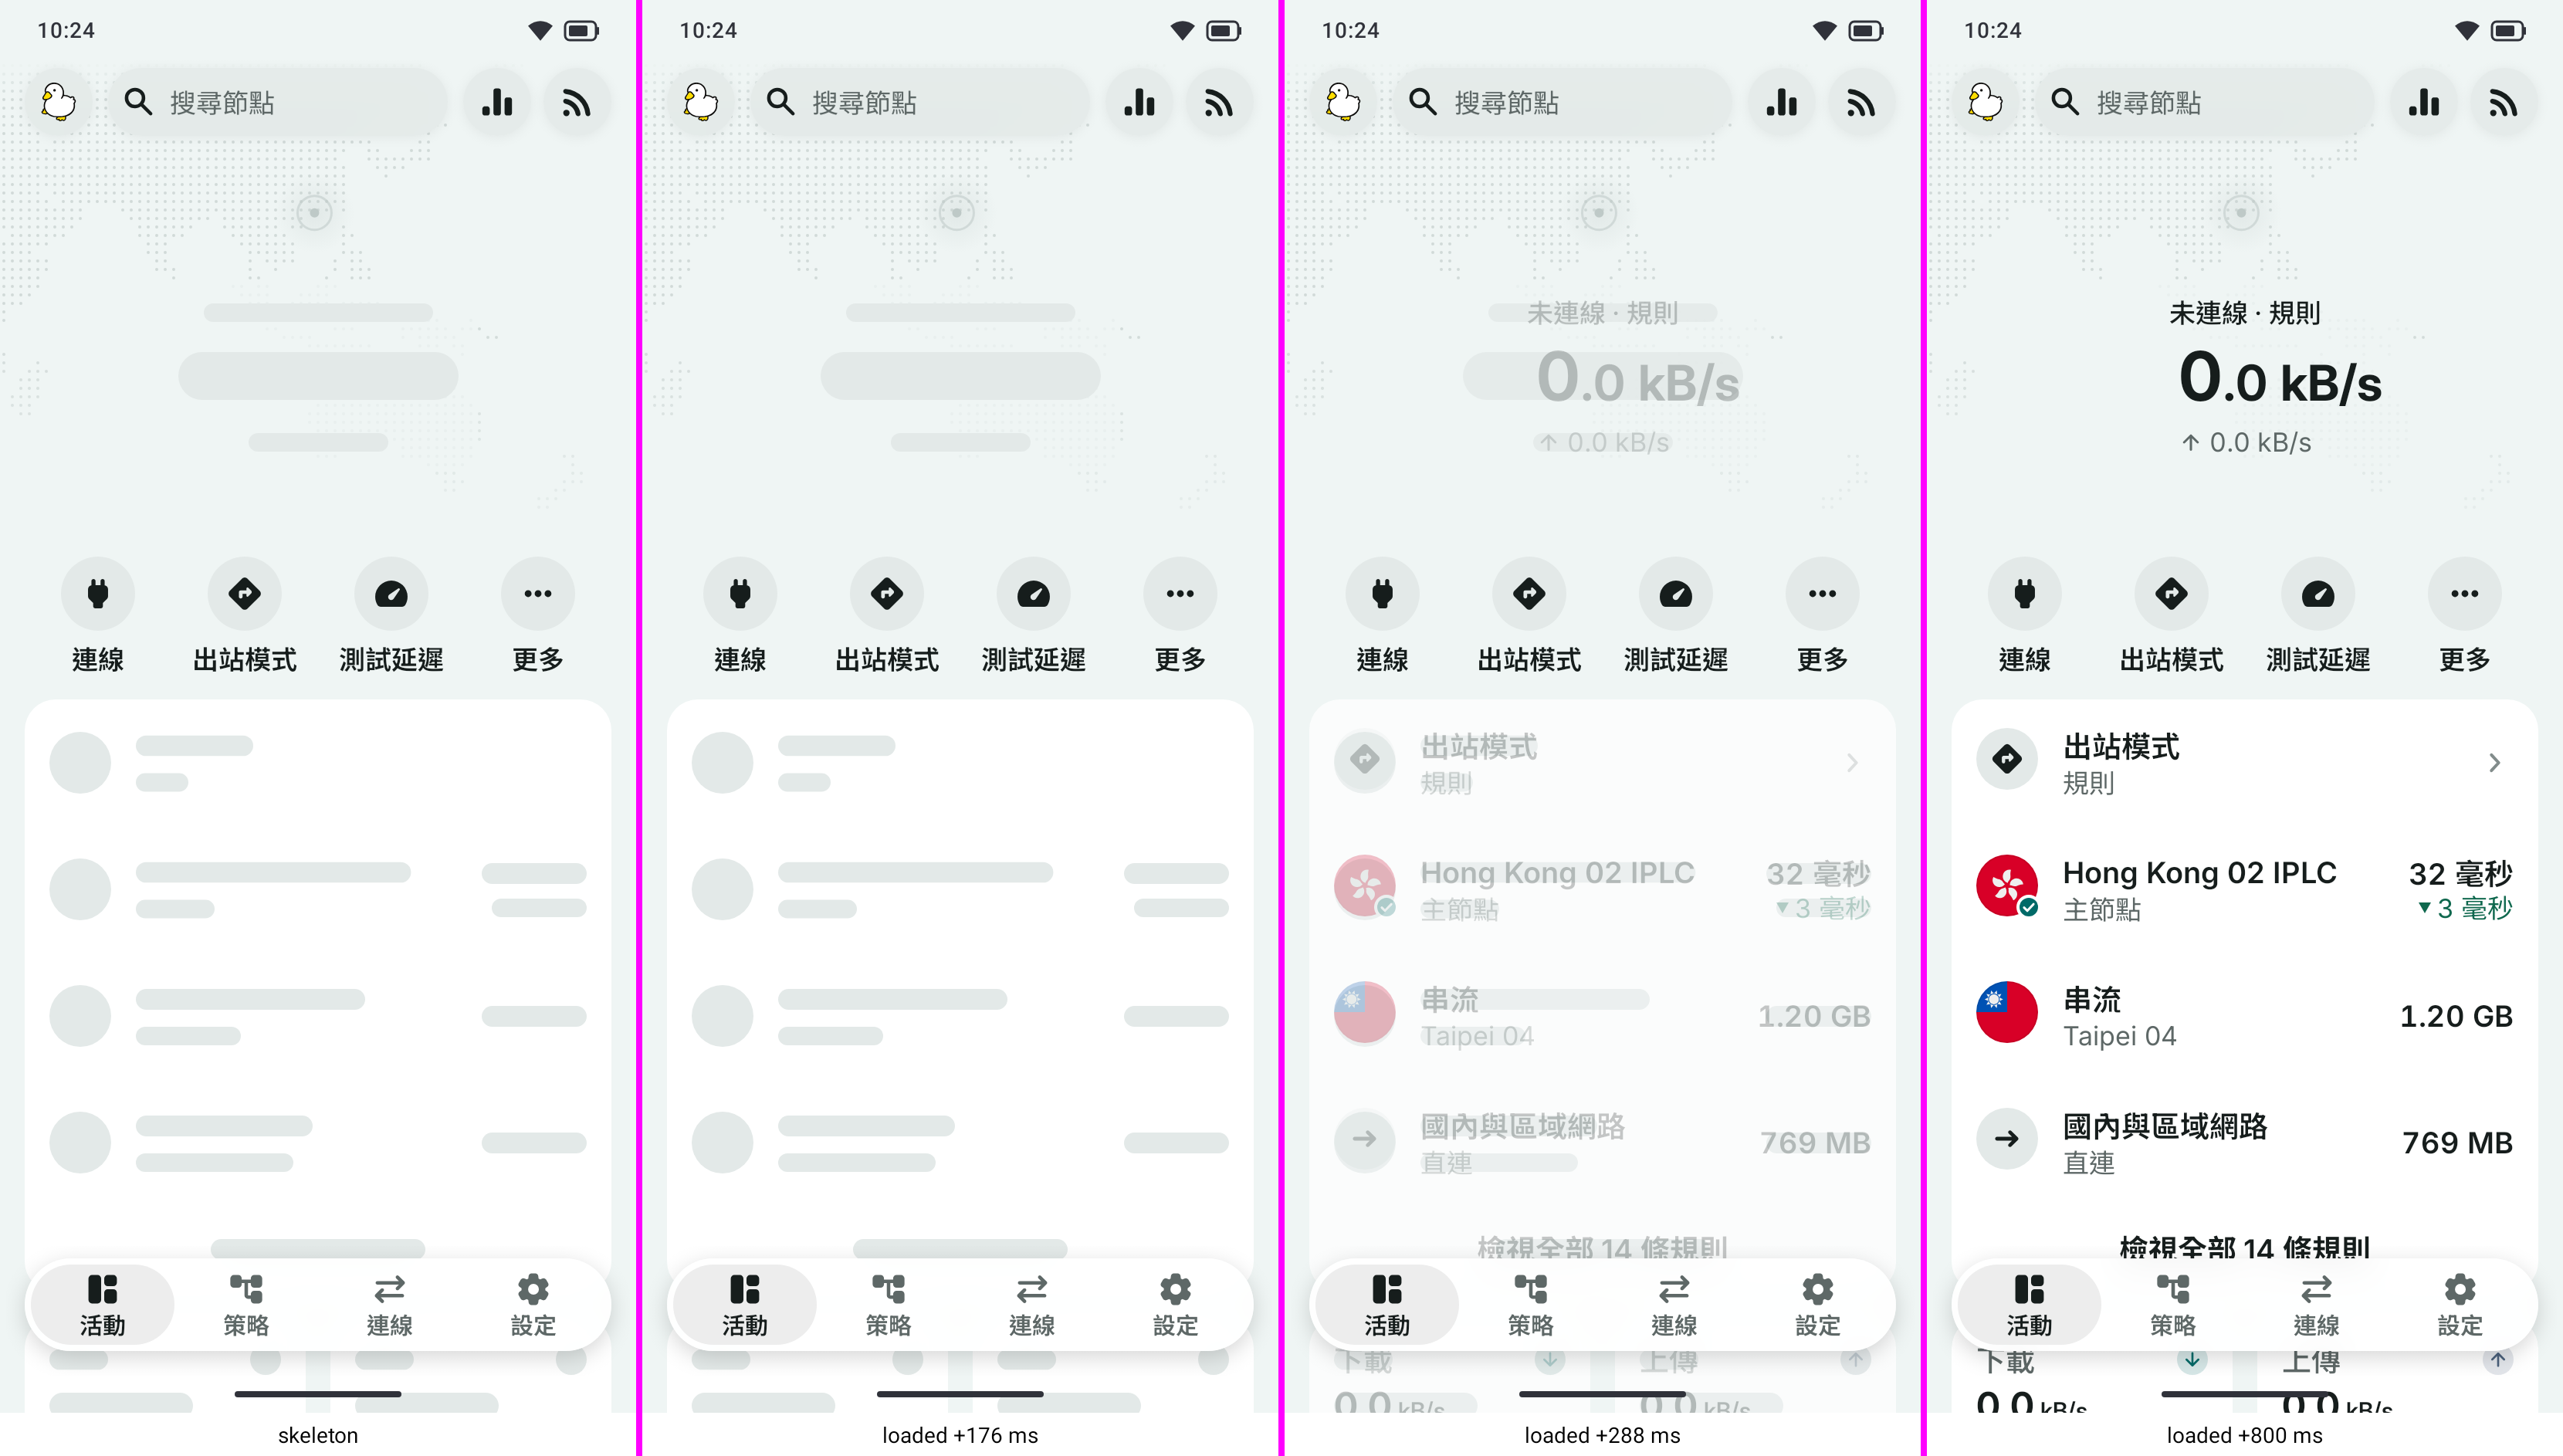 10:24
搜尋節點
連線
出站模式
測試延遲
更多
活動
策略
連線
設定
skeleton
10:24
搜尋節點
連線
出站模式
測試延遲
更多
活動
策略
連線
設定
loaded +176 ms
10:24
搜尋節點
未連線 · 規則
0.0 kB/s
↑ 0.0 kB/s
連線
出站模式
測試延遲
更多
出站模式
規則
Hong Kong 02 IPLC
32 毫秒
主節點
▼3 毫秒
串流
Taipei 04
1.20 GB
國內與區域網路
直連
769 MB
檢視全部 14 條規則
活動
策略
連線
設定
下載
上傳
0.0 kB/s
0.0 kB/s
loaded +288 ms
10:24
搜尋節點
未連線 · 規則
0.0 kB/s
↑ 0.0 kB/s
連線
出站模式
測試延遲
更多
出站模式
規則
Hong Kong 02 IPLC
32 毫秒
主節點
▼3 毫秒
串流
Taipei 04
1.20 GB
國內與區域網路
直連
769 MB
檢視全部 14 條規則
活動
策略
連線
設定
下載
上傳
0.0 kB/s
0.0 kB/s
loaded +800 ms